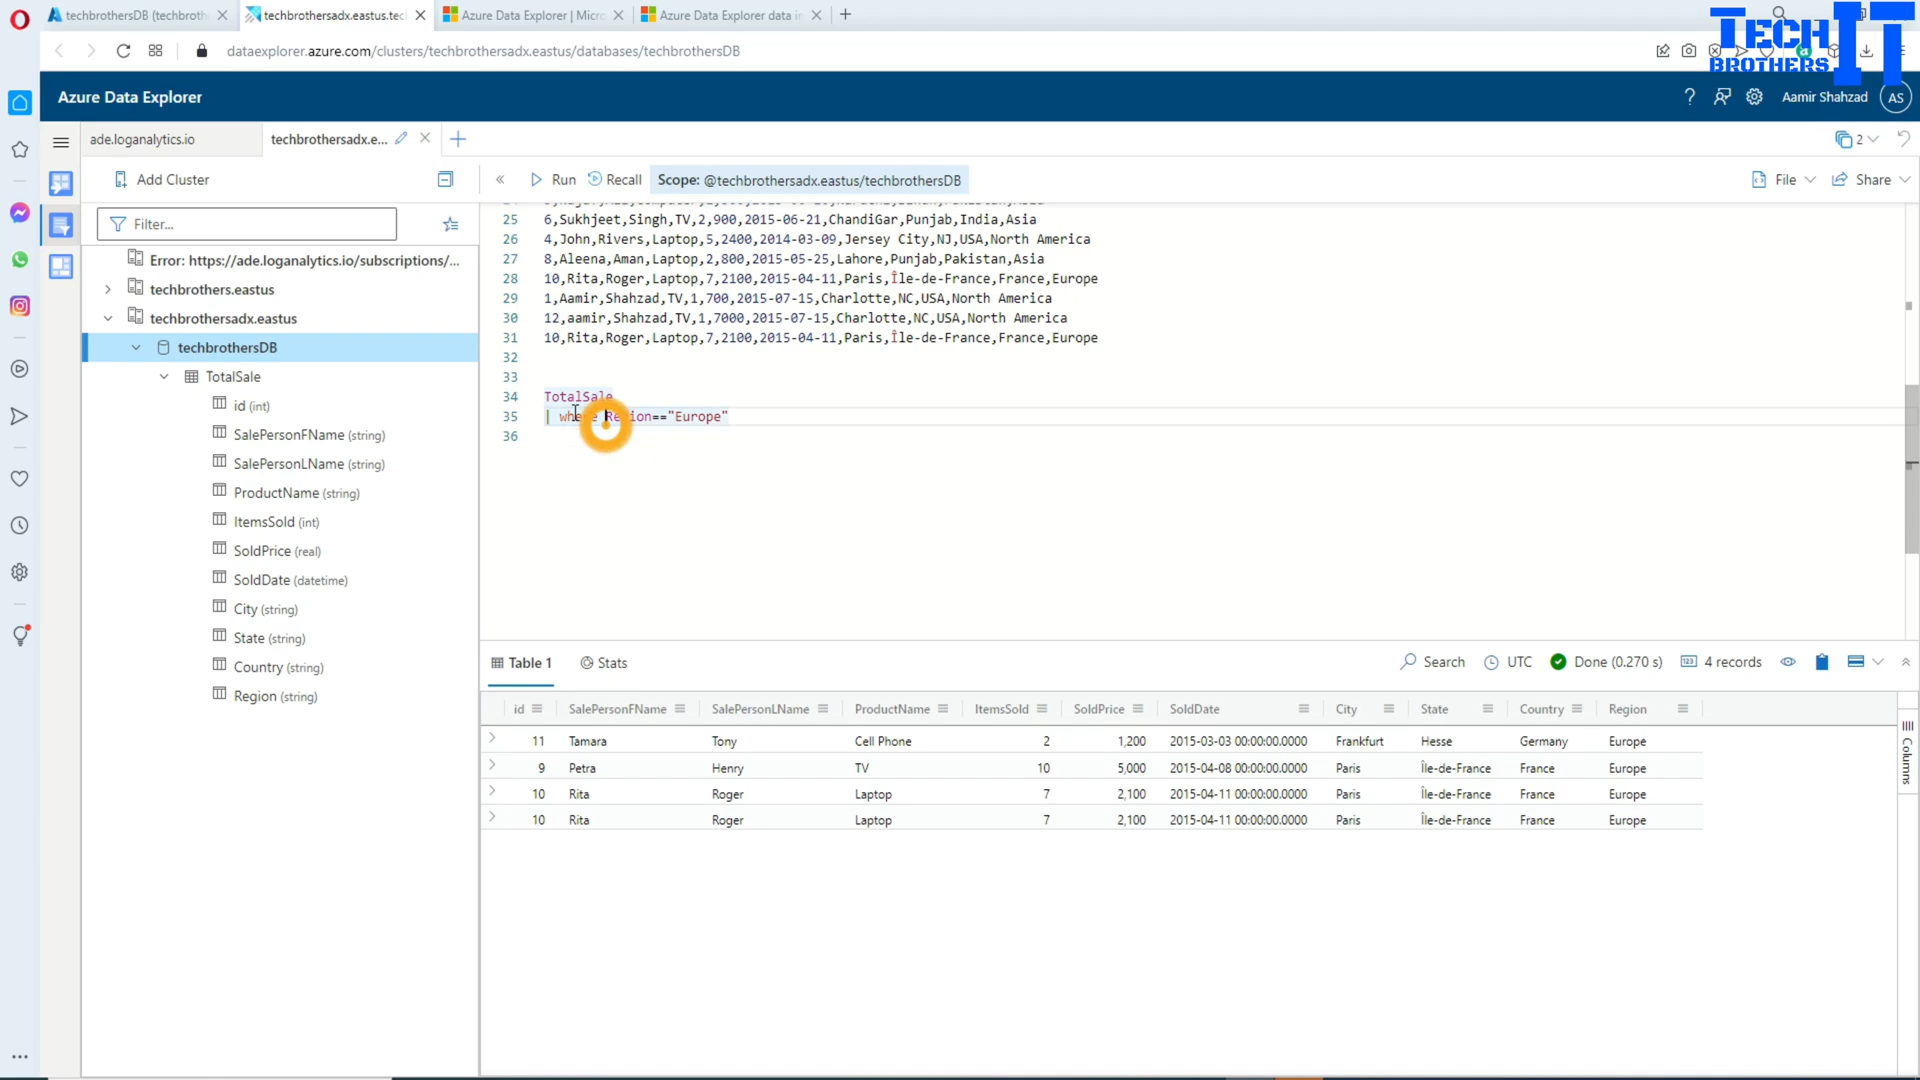 techbrothersDB (techbroth
techbrothersadx.eastus.tec
Azure Data Explorer | Micro
Azure Data Explorer data in
TECH IT
BROTHERS
dataexplorer.azure.com/clusters/techbrothersadx.eastus/databases/techbrothersDB
Azure Data Explorer
Aamir Shahzad
AS
ade.loganalytics.io
techbrothersadx.e...
2
Add Cluster
Run
Recall
Scope: @techbrothersadx.eastus/techbrothersDB
File
Share
Filter...
Error: https://ade.loganalytics.io/subscriptions/...
techbrothers.eastus
techbrothersadx.eastus
techbrothersDB
TotalSale
id (int)
SalePersonFName (string)
SalePersonLName (string)
ProductName (string)
ItemsSold (int)
SoldPrice (real)
SoldDate (datetime)
City (string)
State (string)
Country (string)
Region (string)
25 6,Sukhjeet,Singh,TV,2,900,2015-06-21,ChandiGar,Punjab,India,Asia
26 4,John,Rivers,Laptop,5,2400,2014-03-09,Jersey City,NJ,USA,North America
27 8,Aleena,Aman,Laptop,2,800,2015-05-25,Lahore,Punjab,Pakistan,Asia
28 10,Rita,Roger,Laptop,7,2100,2015-04-11,Paris,Île-de-France,France,Europe
29 1,Aamir,Shahzad,TV,1,700,2015-07-15,Charlotte,NC,USA,North America
30 12,aamir,Shahzad,TV,1,7000,2015-07-15,Charlotte,NC,USA,North America
31 10,Rita,Roger,Laptop,7,2100,2015-04-11,Paris,Île-de-France,France,Europe
32
33
34 TotalSale
35 | where Region=="Europe"
36
Table 1
Stats
Search
UTC
Done (0.270 s)
4 records
id SalePersonFName SalePersonLName ProductName ItemsSold SoldPrice SoldDate City State Country Region
11 Tamara Tony Cell Phone 2 1,200 2015-03-03 00:00:00.0000 Frankfurt Hesse Germany Europe
9 Petra Henry TV 10 5,000 2015-04-08 00:00:00.0000 Paris Île-de-France France Europe
10 Rita Roger Laptop 7 2,100 2015-04-11 00:00:00.0000 Paris Île-de-France France Europe
10 Rita Roger Laptop 7 2,100 2015-04-11 00:00:00.0000 Paris Île-de-France France Europe
Columns